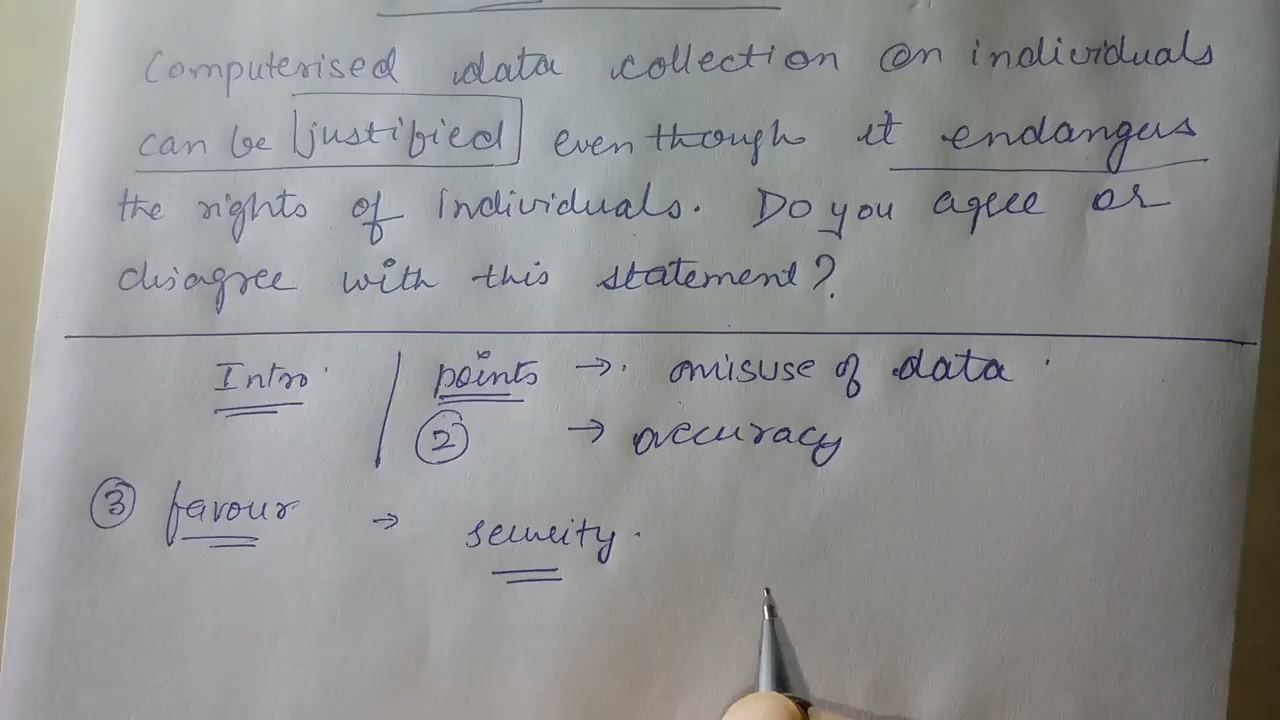 Computerised data collection on individuals
can be justified even though it endangers
the rights of individuals. Do you agree or
disagree with this statement?
Intro / points → misuse of data
② → accuracy
③ favour → security.